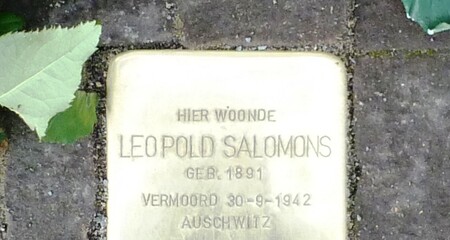 HIER WOONDE
LEOPOLD SALOMONS
GEB. 1891
VERMOORD 30-9-1942
AUSCHWITZ